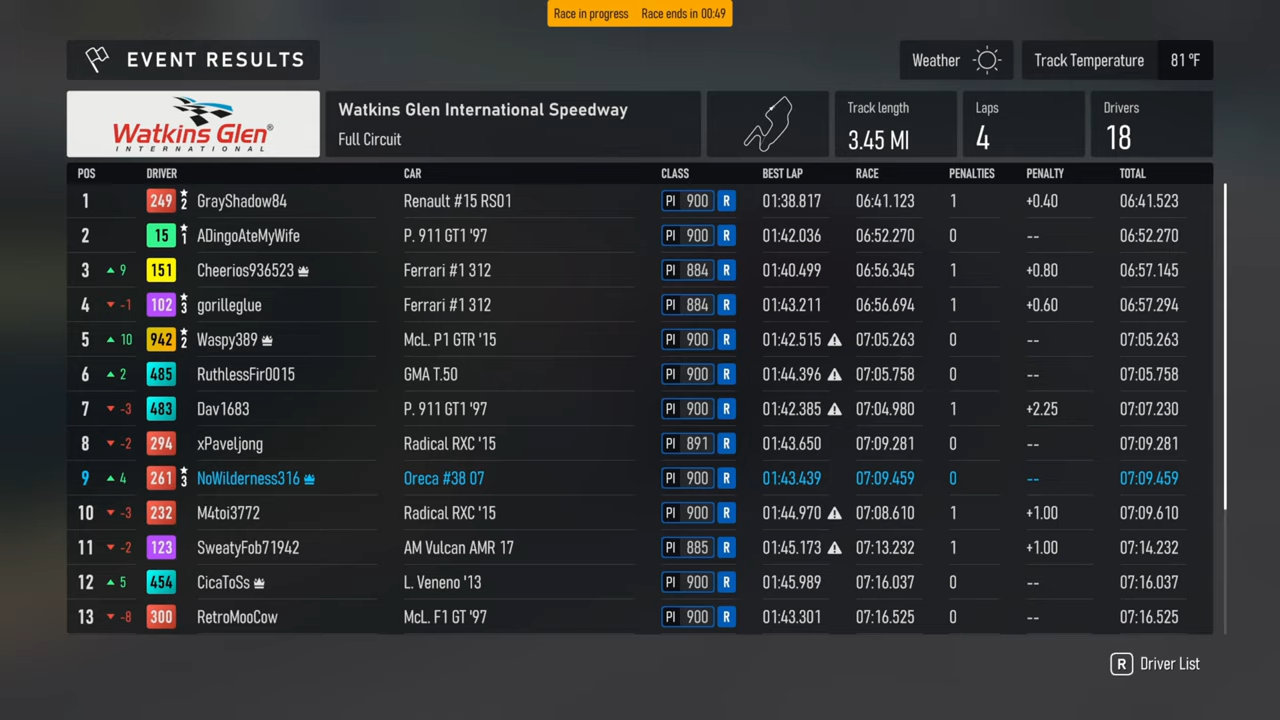 Race in progress Race ends in 00:49
EVENT RESULTS
Weather Track Temperature 81 °F
Watkins Glen®
INTERNATIONAL
Watkins Glen International Speedway
Full Circuit
Track length
3.45 MI
Laps
4
Drivers
18
POS DRIVER CAR CLASS BEST LAP RACE PENALTIES PENALTY TOTAL
1 249 2 GrayShadow84 Renault #15 RS01 PI 900 R 01:38.817 06:41.123 1 +0.40 06:41.523
2 15 1 ADingoAteMyWife P. 911 GT1 '97 PI 900 R 01:42.036 06:52.270 0 -- 06:52.270
3 9 151 Cheerios936523 Ferrari #1 312 PI 884 R 01:40.499 06:56.345 1 +0.80 06:57.145
4 -1 102 3 gorilleglue Ferrari #1 312 PI 884 R 01:43.211 06:56.694 1 +0.60 06:57.294
5 10 942 2 Waspy389 McL. P1 GTR '15 PI 900 R 01:42.515 07:05.263 0 -- 07:05.263
6 2 485 RuthlessFir0015 GMA T.50 PI 900 R 01:44.396 07:05.758 0 -- 07:05.758
7 -3 483 Dav1683 P. 911 GT1 '97 PI 900 R 01:42.385 07:04.980 1 +2.25 07:07.230
8 -2 294 xPaveljong Radical RXC '15 PI 891 R 01:43.650 07:09.281 0 -- 07:09.281
9 4 261 3 NoWilderness316 Oreca #38 07 PI 900 R 01:43.439 07:09.459 0 -- 07:09.459
10 -3 232 M4toi3772 Radical RXC '15 PI 900 R 01:44.970 07:08.610 1 +1.00 07:09.610
11 -2 123 SweatyFob71942 AM Vulcan AMR 17 PI 885 R 01:45.173 07:13.232 1 +1.00 07:14.232
12 5 454 CicaToSs L. Veneno '13 PI 900 R 01:45.989 07:16.037 0 -- 07:16.037
13 -8 300 RetroMooCow McL. F1 GT '97 PI 900 R 01:43.301 07:16.525 0 -- 07:16.525
R Driver List